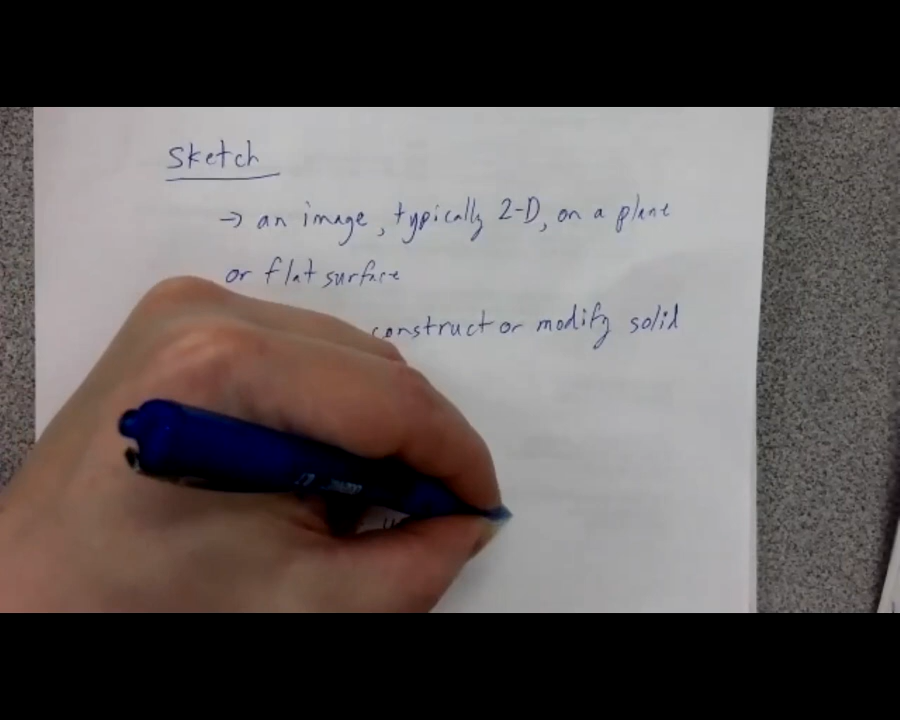 Sketch
→ an image, typically 2-D, on a plane
or flat surface
construct or modify solid